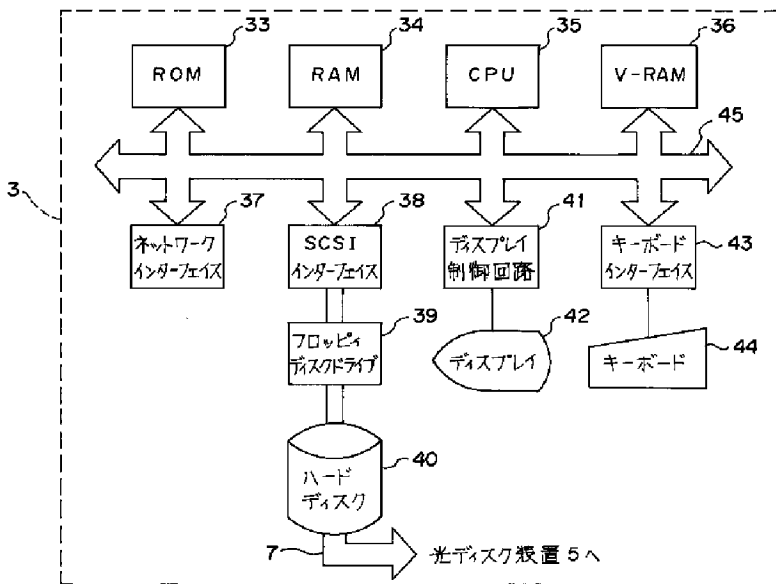 33
34
35
36
ROM
RAM
CPU
V-RAM
45
3
37
38
41
43
ネットワーク
インターフェイス
SCSI
インターフェイス
ディスプレイ
制御回路
キーボード
インターフェイス
39
42
44
フロッピィ
ディスクドライブ
ディスプレイ
キーボード
40
ハード
ディスク
7
光ディスク装置5へ